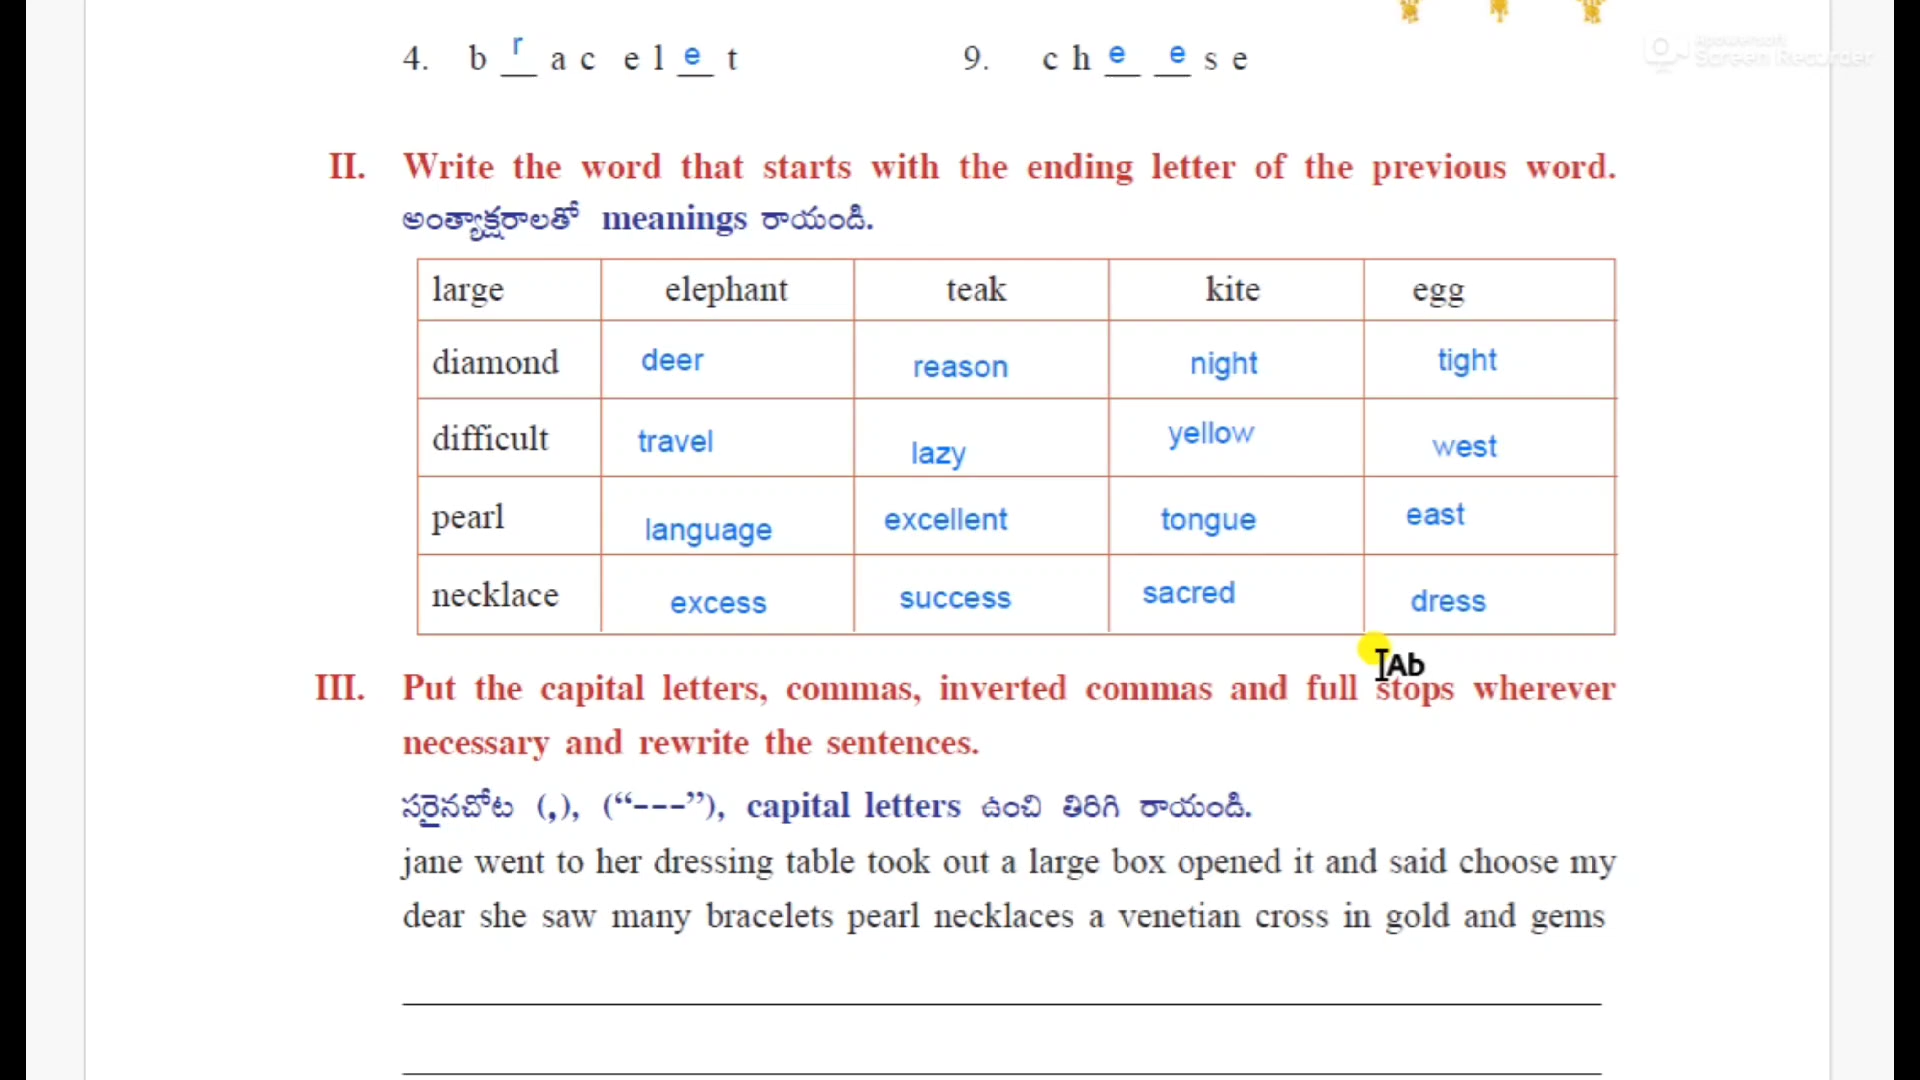 4. b r a c e l e t 9. c h e e s e
Apowersoft
Screen Recorder
II. Write the word that starts with the ending letter of the previous word.
అంత్యాక్షరాలతో meanings రాయండి.
large elephant teak kite egg
diamond deer reason night tight
difficult travel lazy yellow west
pearl language excellent tongue east
necklace excess success sacred dress
Ab
III. Put the capital letters, commas, inverted commas and full stops wherever
necessary and rewrite the sentences.
సరైనచోట (,), (“---”), capital letters ఉంచి తిరిగి రాయండి.
jane went to her dressing table took out a large box opened it and said choose my
dear she saw many bracelets pearl necklaces a venetian cross in gold and gems